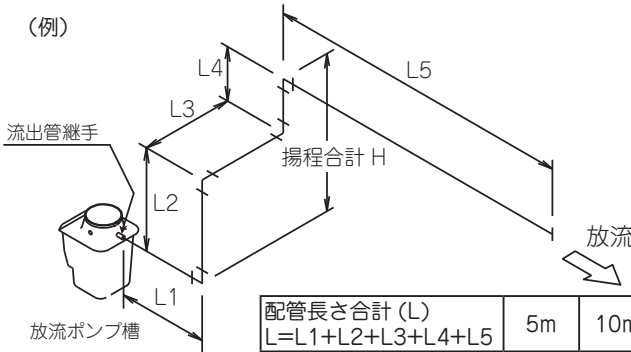 (例)
L5
L4
L3
流出管継手
揚程合計 H
L2
放流
L1
放流ポンプ槽
配管長さ合計 (L)
L=L1+L2+L3+L4+L5
5m
10m